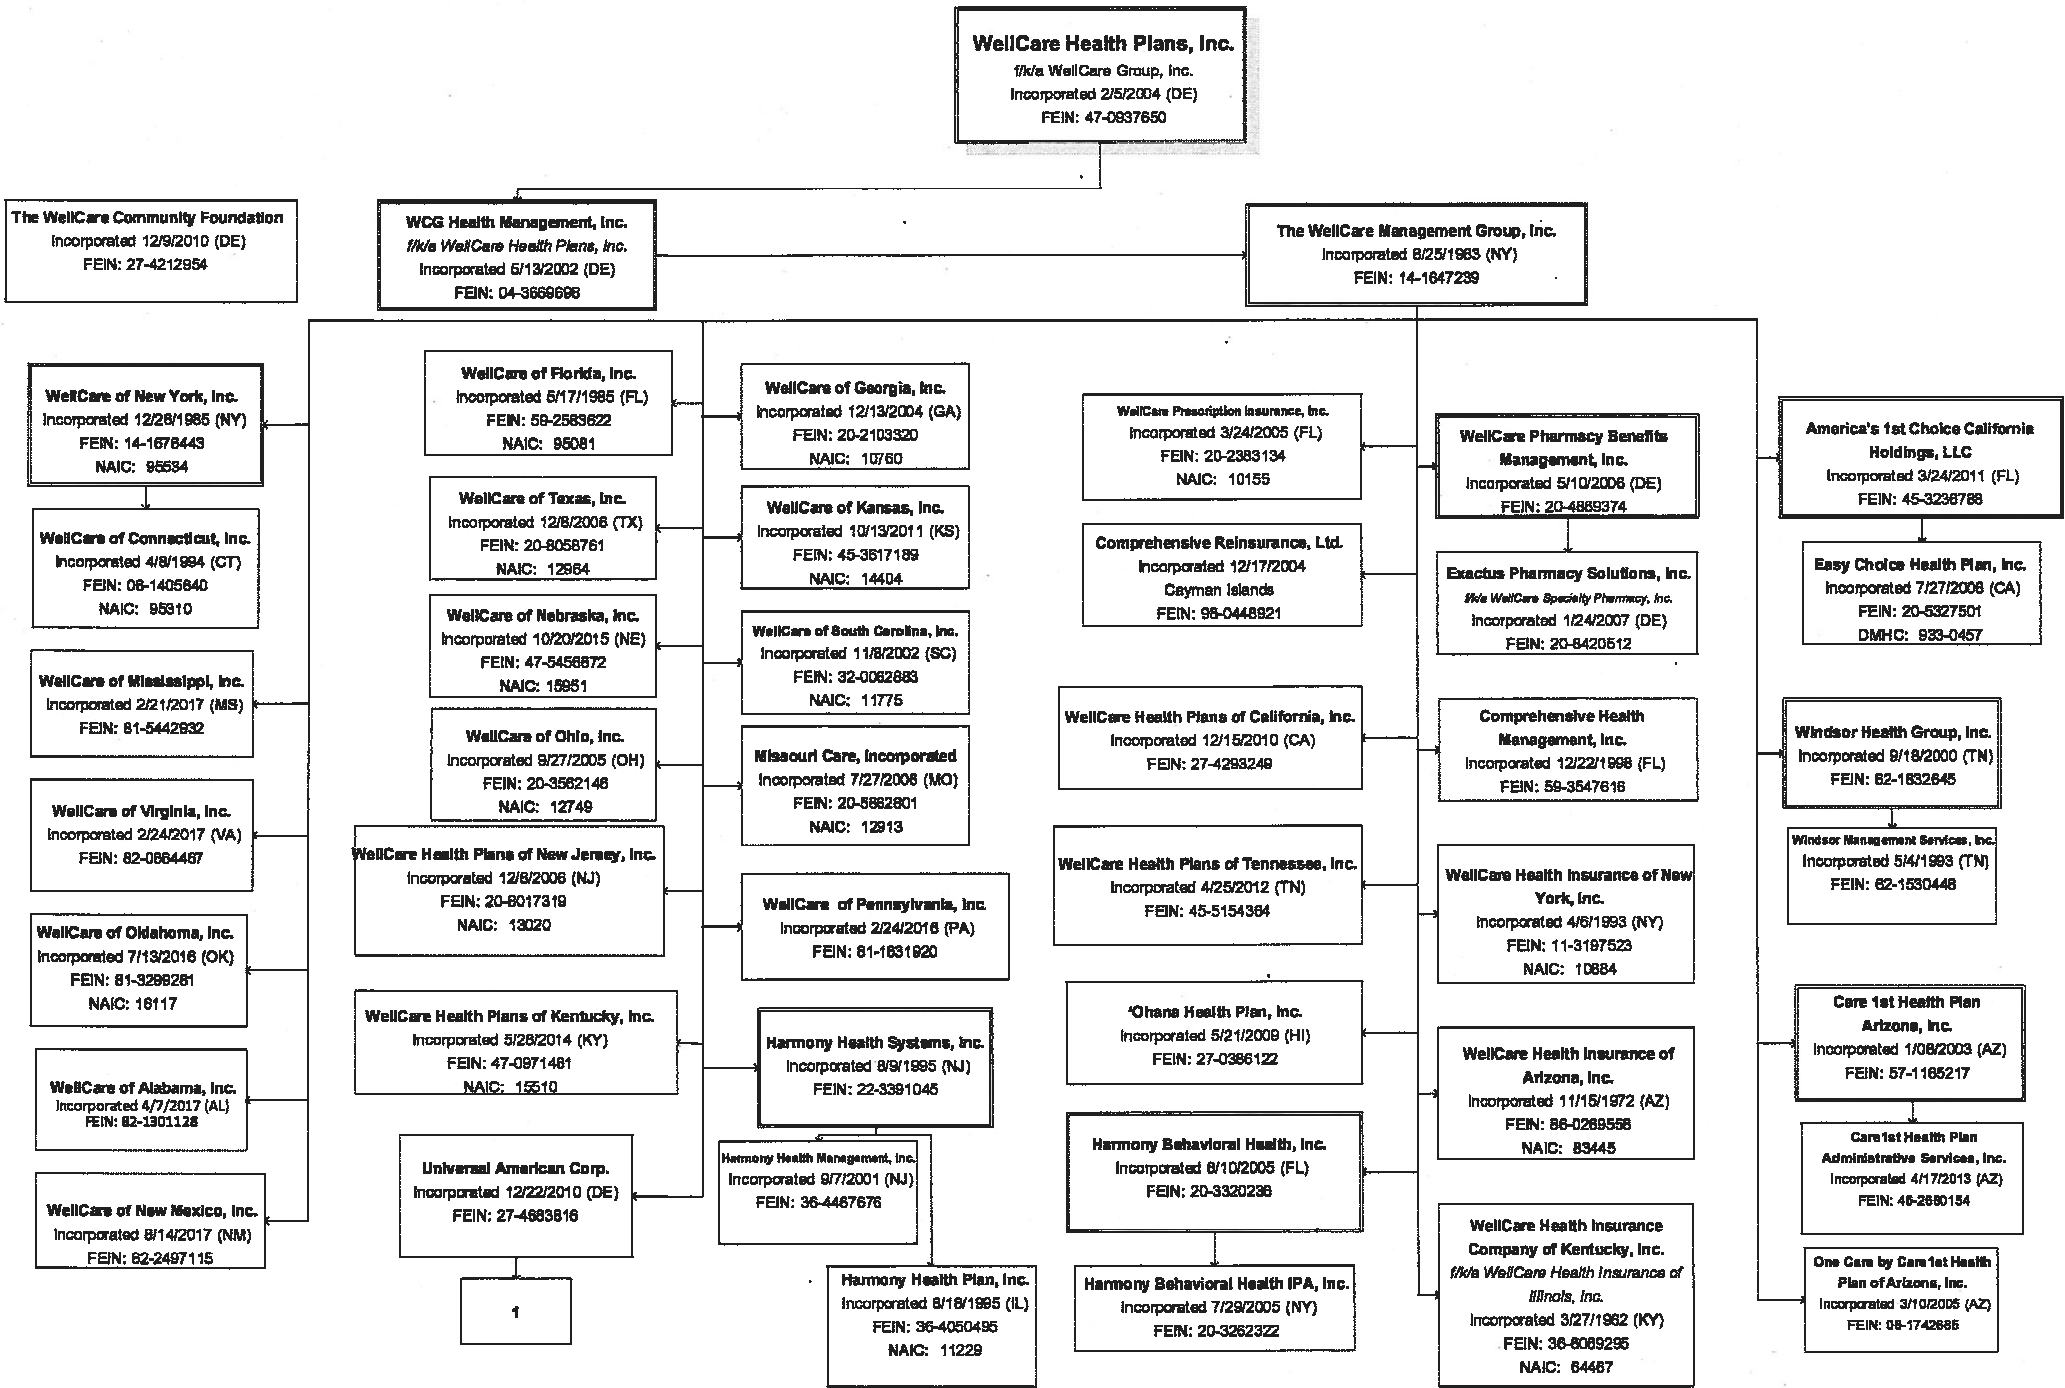 WellCare Health Plans, Inc.
f/k/a WellCare Group, Inc.
Incorporated 2/5/2004 (DE)
FEIN: 47-0937650
The WellCare Community Foundation
Incorporated 12/9/2010 (DE)
FEIN: 27-4212954
WCG Health Management, Inc.
f/k/a WellCare Health Plans, Inc.
Incorporated 5/13/2002 (DE)
FEIN: 04-3669698
The WellCare Management Group, Inc.
Incorporated 8/25/1983 (NY)
FEIN: 14-1647239
WellCare of New York, Inc.
Incorporated 12/28/1985 (NY)
FEIN: 14-1676443
NAIC: 95534
WellCare of Connecticut, Inc.
Incorporated 4/8/1994 (CT)
FEIN: 06-1405640
NAIC: 95310
WellCare of Mississippi, Inc.
Incorporated 2/21/2017 (MS)
FEIN: 81-5442932
WellCare of Virginia, Inc.
Incorporated 2/24/2017 (VA)
FEIN: 82-0664467
WellCare of Oklahoma, Inc.
Incorporated 7/13/2016 (OK)
FEIN: 81-3299281
NAIC: 16117
WellCare of Alabama, Inc.
Incorporated 4/7/2017 (AL)
FEIN: 82-1301128
WellCare of New Mexico, Inc.
Incorporated 8/14/2017 (NM)
FEIN: 82-2497115
WellCare of Florida, Inc.
Incorporated 5/17/1985 (FL)
FEIN: 59-2583622
NAIC: 95081
WellCare of Texas, Inc.
Incorporated 12/8/2006 (TX)
FEIN: 20-8058761
NAIC: 12964
WellCare of Nebraska, Inc.
Incorporated 10/20/2015 (NE)
FEIN: 47-5456872
NAIC: 15951
WellCare of Ohio, Inc.
Incorporated 9/27/2005 (OH)
FEIN: 20-3562146
NAIC: 12749
WellCare Health Plans of New Jersey, Inc.
Incorporated 12/8/2006 (NJ)
FEIN: 20-8017319
NAIC: 13020
WellCare Health Plans of Kentucky, Inc.
Incorporated 5/28/2014 (KY)
FEIN: 47-0971481
NAIC: 15510
Universal American Corp.
Incorporated 12/22/2010 (DE)
FEIN: 27-4683816
1
WellCare of Georgia, Inc.
Incorporated 12/13/2004 (GA)
FEIN: 20-2103320
NAIC: 10760
WellCare of Kansas, Inc.
Incorporated 10/13/2011 (KS)
FEIN: 45-3617189
NAIC: 14404
WellCare of South Carolina, Inc.
Incorporated 11/8/2002 (SC)
FEIN: 32-0062883
NAIC: 11775
Missouri Care, Incorporated
Incorporated 7/27/2006 (MO)
FEIN: 20-5862801
NAIC: 12913
WellCare of Pennsylvania, Inc.
Incorporated 2/24/2016 (PA)
FEIN: 81-1631920
Harmony Health Systems, Inc.
Incorporated 8/9/1995 (NJ)
FEIN: 22-3391045
Harmony Health Management, Inc.
Incorporated 9/7/2001 (NJ)
FEIN: 36-4467676
Harmony Health Plan, Inc.
Incorporated 8/18/1995 (IL)
FEIN: 36-4050495
NAIC: 11229
WellCare Prescription Insurance, Inc.
Incorporated 3/24/2005 (FL)
FEIN: 20-2383134
NAIC: 10155
Comprehensive Reinsurance, Ltd.
Incorporated 12/17/2004
Cayman Islands
FEIN: 98-0448921
WellCare Health Plans of California, Inc.
Incorporated 12/15/2010 (CA)
FEIN: 27-4293249
WellCare Health Plans of Tennessee, Inc.
Incorporated 4/25/2012 (TN)
FEIN: 45-5154364
'Ohana Health Plan, Inc.
Incorporated 5/21/2009 (HI)
FEIN: 27-0386122
Harmony Behavioral Health, Inc.
Incorporated 8/10/2005 (FL)
FEIN: 20-3320236
Harmony Behavioral Health IPA, Inc.
Incorporated 7/29/2005 (NY)
FEIN: 20-3262322
WellCare Pharmacy Benefits
Management, Inc.
Incorporated 5/10/2006 (DE)
FEIN: 20-4869374
Exactus Pharmacy Solutions, Inc.
f/k/a WellCare Specialty Pharmacy, Inc.
Incorporated 1/24/2007 (DE)
FEIN: 20-8420512
Comprehensive Health
Management, Inc.
Incorporated 12/22/1998 (FL)
FEIN: 59-3547616
WellCare Health Insurance of New
York, Inc.
Incorporated 4/6/1993 (NY)
FEIN: 11-3197523
NAIC: 10884
WellCare Health Insurance of
Arizona, Inc.
Incorporated 11/15/1972 (AZ)
FEIN: 86-0269558
NAIC: 83445
WellCare Health Insurance
Company of Kentucky, Inc.
f/k/a WellCare Health Insurance of
Illinois, Inc.
Incorporated 3/27/1962 (KY)
FEIN: 36-6069295
NAIC: 64467
America's 1st Choice California
Holdings, LLC
Incorporated 3/24/2011 (FL)
FEIN: 45-3236788
Easy Choice Health Plan, Inc.
Incorporated 7/27/2006 (CA)
FEIN: 20-5327501
DMHC: 933-0457
Windsor Health Group, Inc.
Incorporated 9/18/2000 (TN)
FEIN: 62-1832645
Windsor Management Services, Inc.
Incorporated 5/4/1993 (TN)
FEIN: 62-1530448
Care 1st Health Plan
Arizona, Inc.
Incorporated 1/08/2003 (AZ)
FEIN: 57-1165217
Care1st Health Plan
Administrative Services, Inc.
Incorporated 4/17/2013 (AZ)
FEIN: 46-2680154
One Care by Care1st Health
Plan of Arizona, Inc.
Incorporated 3/10/2005 (AZ)
FEIN: 06-1742685